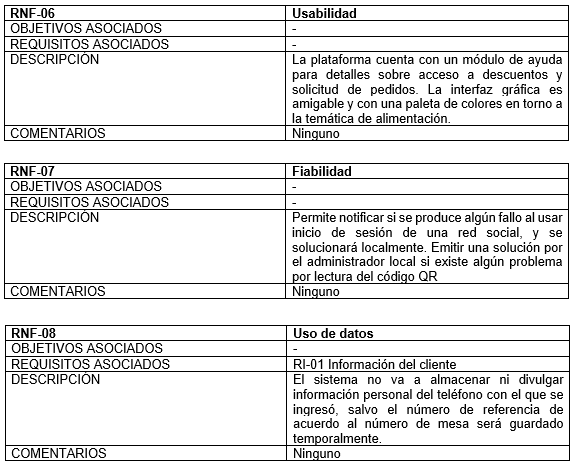 RNF-06 Usabilidad
OBJETIVOS ASOCIADOS -
REQUISITOS ASOCIADOS -
DESCRIPCIÓN La plataforma cuenta con un módulo de ayuda
para detalles sobre acceso a descuentos y
solicitud de pedidos. La interfaz gráfica es
amigable y con una paleta de colores en torno a
la temática de alimentación.
COMENTARIOS Ninguno
RNF-07 Fiabilidad
OBJETIVOS ASOCIADOS -
REQUISITOS ASOCIADOS -
DESCRIPCIÓN Permite notificar si se produce algún fallo al usar
inicio de sesión de una red social, y se
solucionará localmente. Emitir una solución por
el administrador local si existe algún problema
por lectura del código QR
COMENTARIOS Ninguno
RNF-08 Uso de datos
OBJETIVOS ASOCIADOS -
REQUISITOS ASOCIADOS RI-01 Información del cliente
DESCRIPCIÓN El sistema no va a almacenar ni divulgar
información personal del teléfono con el que se
ingresó, salvo el número de referencia de
acuerdo al número de mesa será guardado
temporalmente.
COMENTARIOS Ninguno